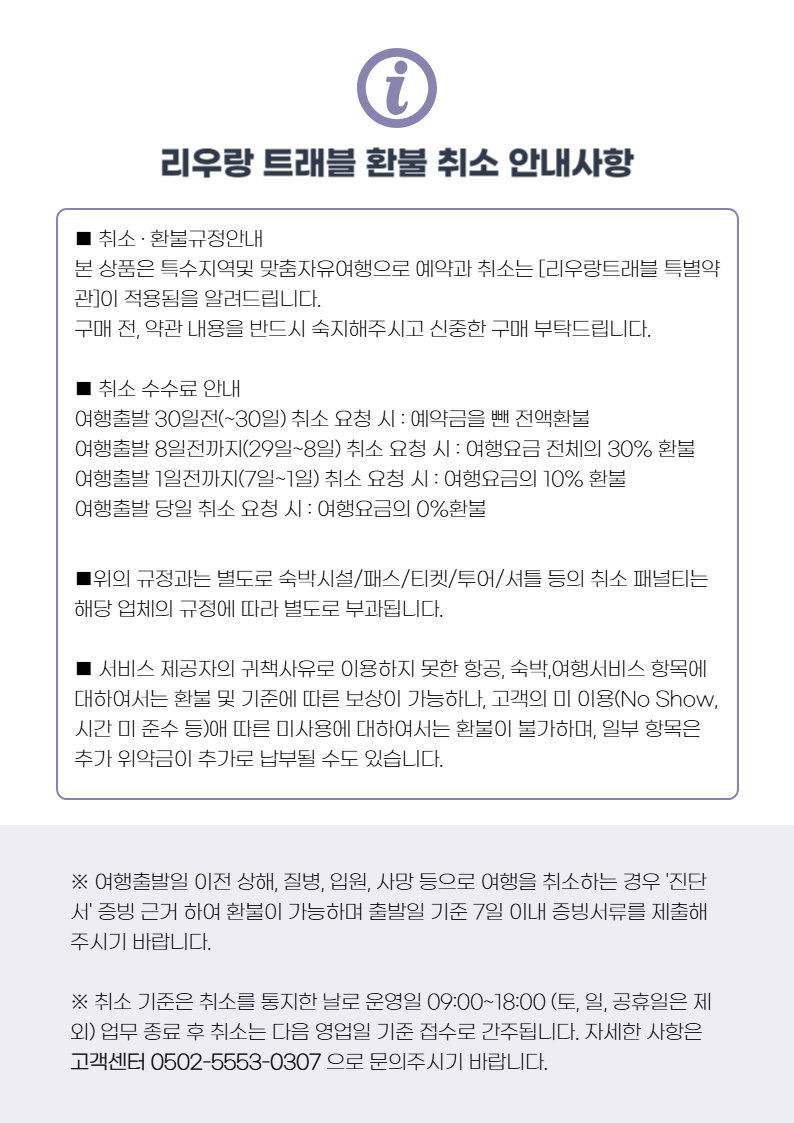 i
리우랑 트래블 환불 취소 안내사항
■ 취소 · 환불규정안내
본 상품은 특수지역및 맞춤자유여행으로 예약과 취소는 [리우랑트래블 특별약
관]이 적용됨을 알려드립니다.
구매 전, 약관 내용을 반드시 숙지해주시고 신중한 구매 부탁드립니다.
■ 취소 수수료 안내
여행출발 30일전(~30일) 취소 요청 시 : 예약금을 뺀 전액환불
여행출발 8일전까지(29일~8일) 취소 요청 시 : 여행요금 전체의 30% 환불
여행출발 1일전까지(7일~1일) 취소 요청 시 : 여행요금의 10% 환불
여행출발 당일 취소 요청 시 : 여행요금의 0%환불
■위의 규정과는 별도로 숙박시설/패스/티켓/투어/셔틀 등의 취소 패널티는
해당 업체의 규정에 따라 별도로 부과됩니다.
■ 서비스 제공자의 귀책사유로 이용하지 못한 항공, 숙박,여행서비스 항목에
대하여서는 환불 및 기준에 따른 보상이 가능하나, 고객의 미 이용(No Show,
시간 미 준수 등)애 따른 미사용에 대하여서는 환불이 불가하며, 일부 항목은
추가 위약금이 추가로 납부될 수도 있습니다.
※ 여행출발일 이전 상해, 질병, 입원, 사망 등으로 여행을 취소하는 경우 '진단
서' 증빙 근거 하여 환불이 가능하며 출발일 기준 7일 이내 증빙서류를 제출해
주시기 바랍니다.
※ 취소 기준은 취소를 통지한 날로 운영일 09:00~18:00 (토, 일, 공휴일은 제
외) 업무 종료 후 취소는 다음 영업일 기준 접수로 간주됩니다. 자세한 사항은
고객센터 0502-5553-0307 으로 문의주시기 바랍니다.